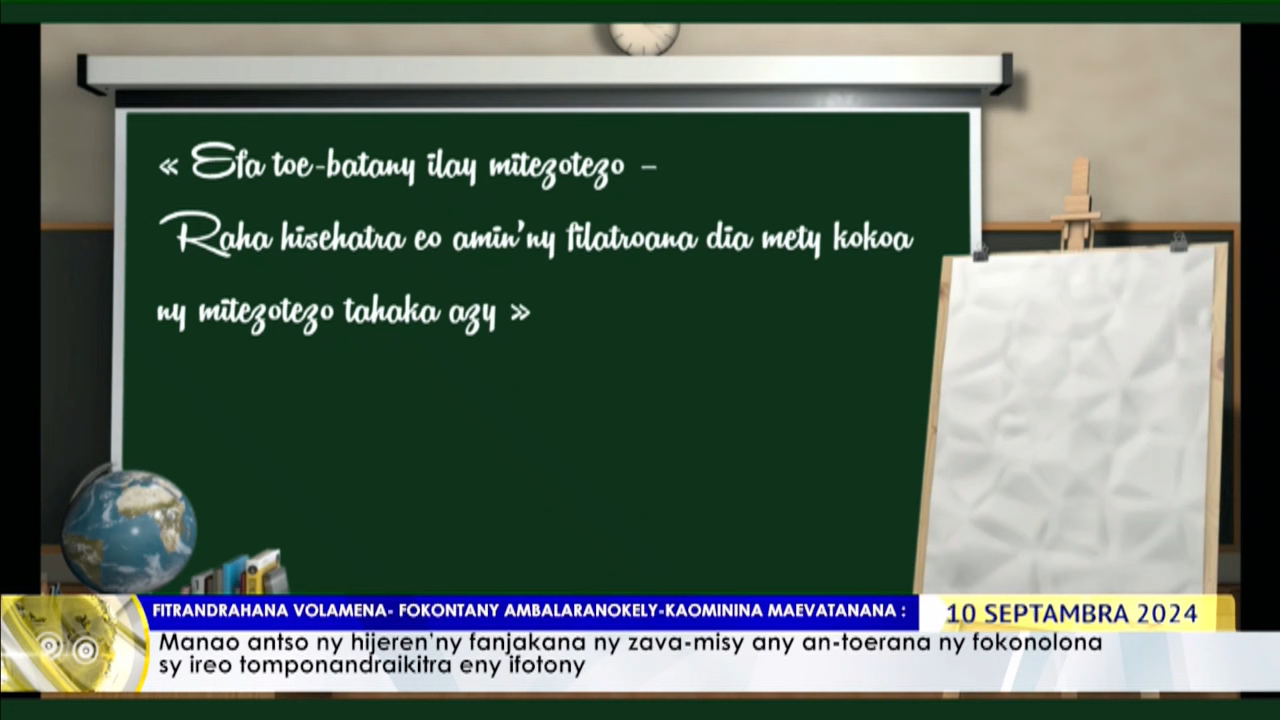 « Efa toe-batany ilay mitezotezo –
Raha hisehatra eo amin'ny filatroana dia mety kokoa
ny mitezotezo tahaka azy »
FITRANDRAHANA VOLAMENA- FOKONTANY AMBALARANOKELY-KAOMININA MAEVATANANA :
10 SEPTAMBRA 2024
Manao antso ny hijeren'ny fanjakana ny zava-misy any an-toerana ny fokonolona
sy ireo tomponandraikitra eny ifotony